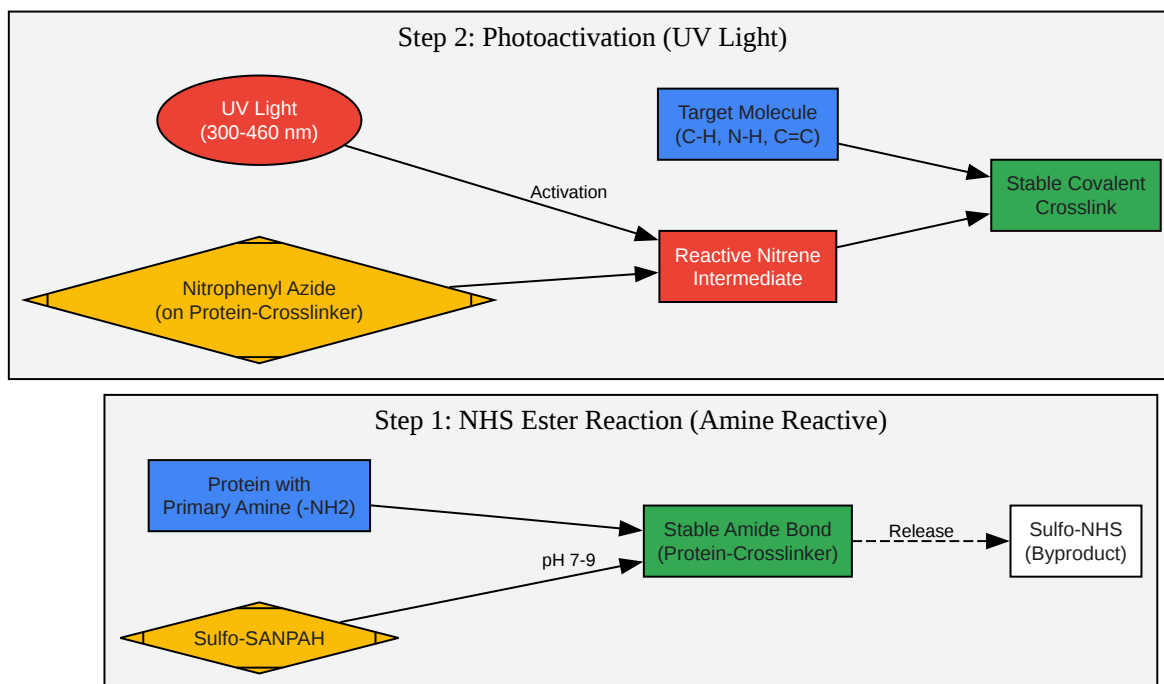 Step 2: Photoactivation (UV Light)
UV Light
(300-460 nm)
Target Molecule
(C-H, N-H, C=C)
Activation
Stable Covalent
Crosslink
Reactive Nitrene
Intermediate
Nitrophenyl Azide
(on Protein-Crosslinker)
Step 1: NHS Ester Reaction (Amine Reactive)
Protein with
Primary Amine (-NH2)
Stable Amide Bond
(Protein-Crosslinker)
Release
Sulfo-NHS
(Byproduct)
pH 7-9
Sulfo-SANPAH